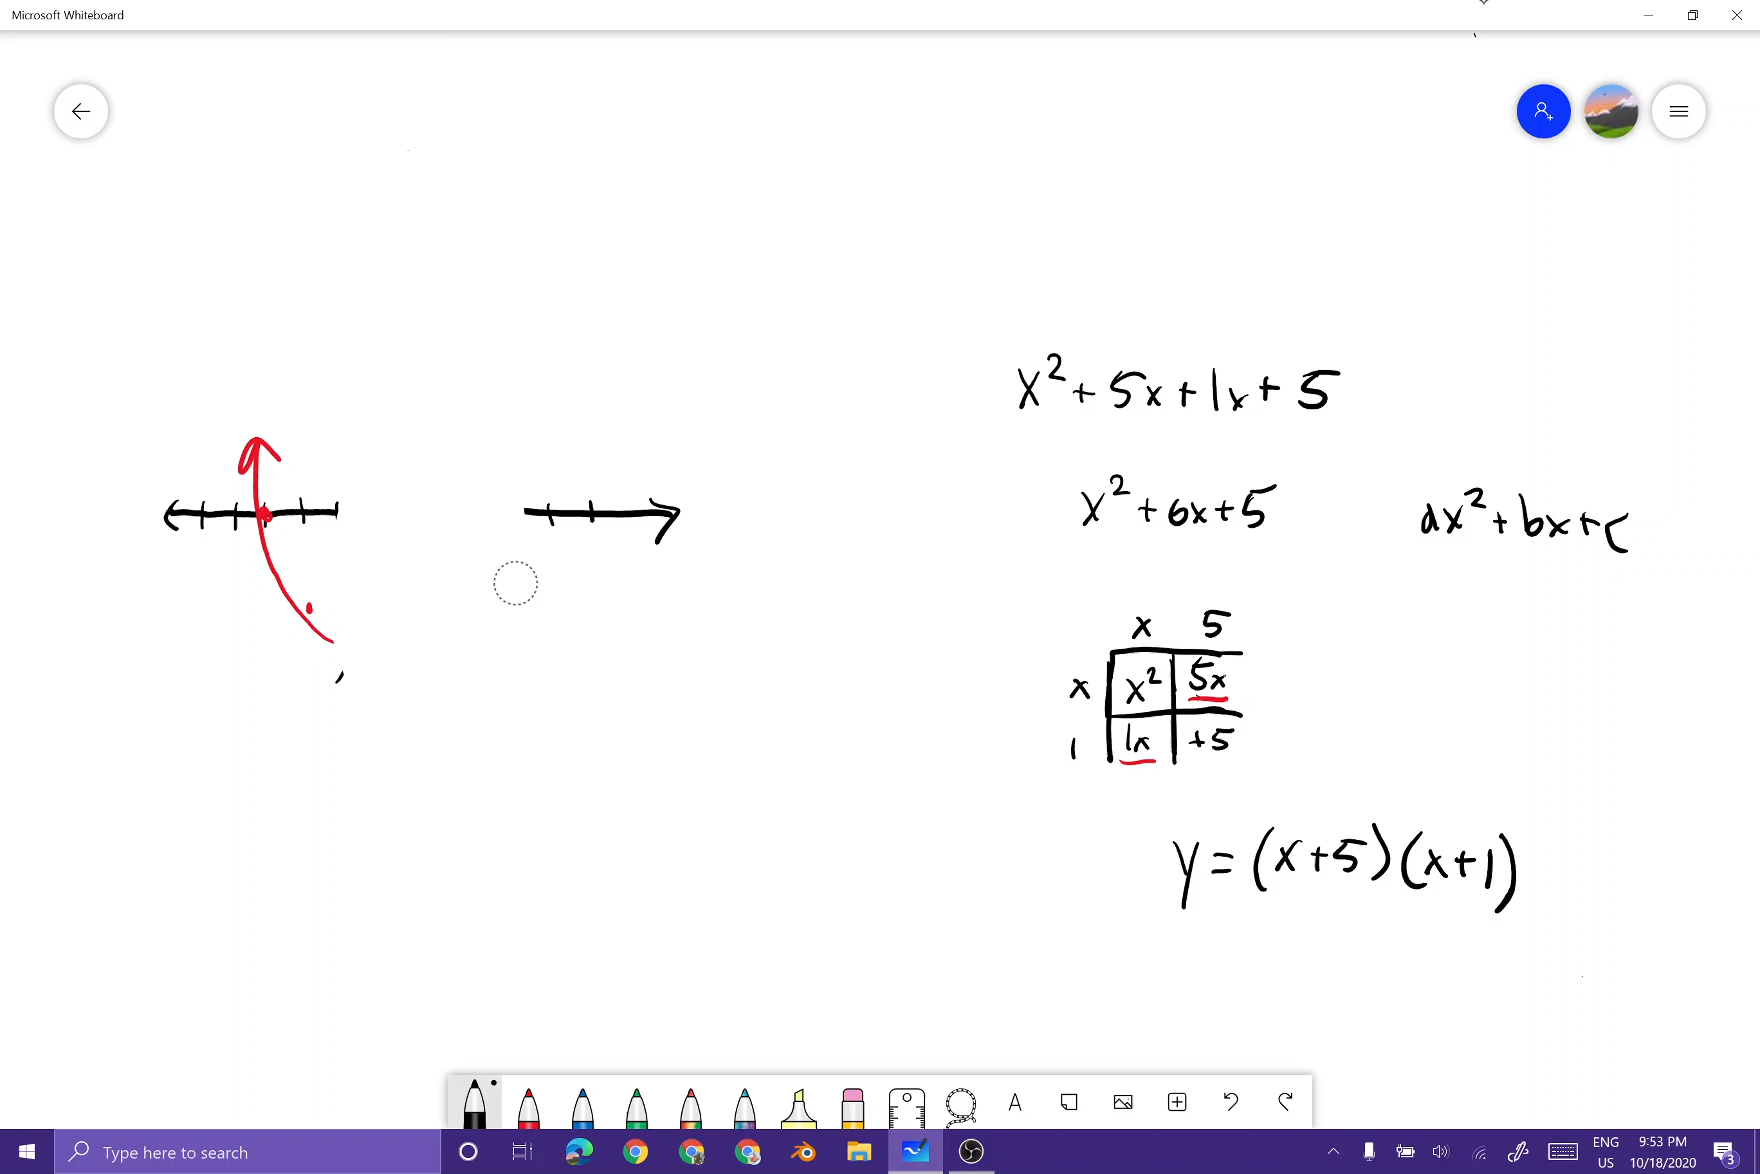 Microsoft Whiteboard
x² + 5x + 1x + 5
x² + 6x + 5
ax² + bx + c
x 5
x x² 5x
1 1x +5
y = (x+5)(x+1)
A
Type here to search
ENG
US
9:53 PM
10/18/2020
3